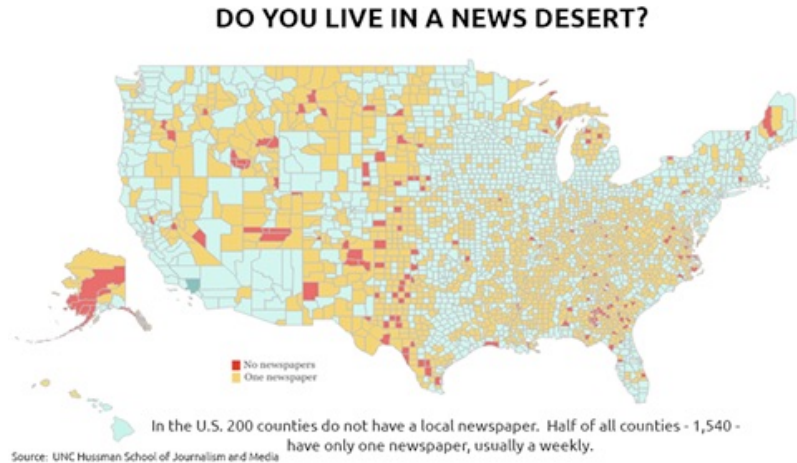 DO YOU LIVE IN A NEWS DESERT?
No newspapers
One newspaper
In the U.S. 200 counties do not have a local newspaper. Half of all counties - 1,540 -
have only one newspaper, usually a weekly.
Source: UNC Hussman School of Journalism and Media